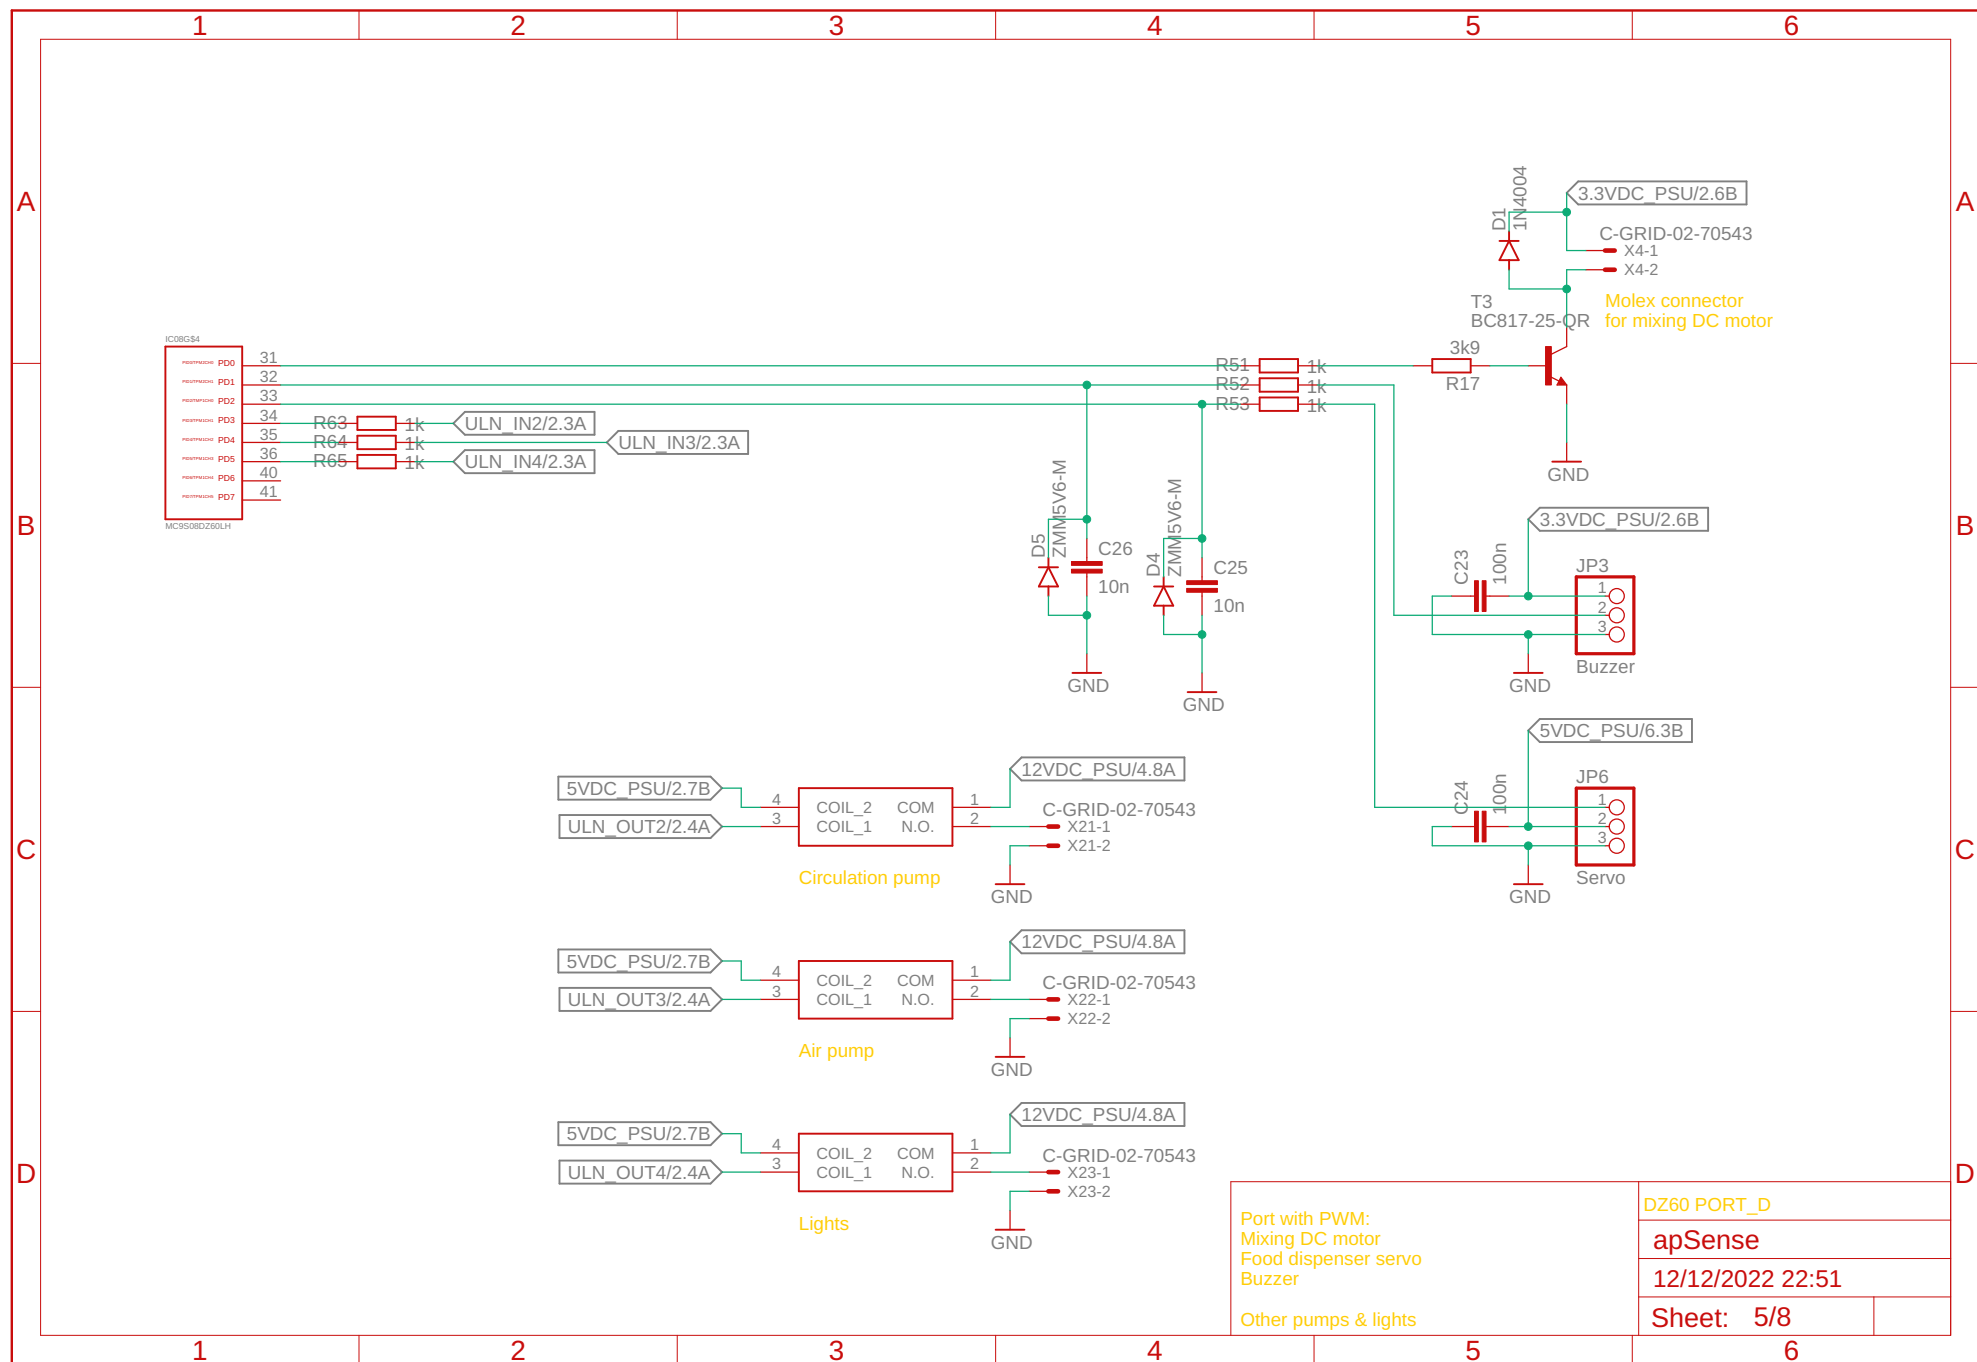 1 2 3 4 5 6
A A
3.3VDC_PSU/2.6B
D1
1N4004
C-GRID-02-70543
X4-1
X4-2
T3
BC817-25-QR
Molex connector
for mixing DC motor
IC08G$4
PD0 31
PD1 32
PD2 33
PD3 34
PD4 35
PD5 36
PD6 40
PD7 41
MC9S08DZ60LH
R51 1k
R52 1k
R53 1k
3k9
R17
R63 1k ULN_IN2/2.3A
R64 1k ULN_IN3/2.3A
R65 1k ULN_IN4/2.3A
GND
B B
D5
ZMM5V6-M
C26
10n
GND
D4
ZMM5V6-M
C25
10n
GND
3.3VDC_PSU/2.6B
C23
100n
JP3
1
2
3
Buzzer
GND
5VDC_PSU/6.3B
C24
100n
JP6
1
2
3
Servo
GND
C C
5VDC_PSU/2.7B
ULN_OUT2/2.4A
4 COIL_2 COM 1
3 COIL_1 N.O. 2
12VDC_PSU/4.8A
C-GRID-02-70543
X21-1
X21-2
GND
Circulation pump
5VDC_PSU/2.7B
ULN_OUT3/2.4A
4 COIL_2 COM 1
3 COIL_1 N.O. 2
12VDC_PSU/4.8A
C-GRID-02-70543
X22-1
X22-2
GND
Air pump
D D
5VDC_PSU/2.7B
ULN_OUT4/2.4A
4 COIL_2 COM 1
3 COIL_1 N.O. 2
12VDC_PSU/4.8A
C-GRID-02-70543
X23-1
X23-2
GND
Lights
Port with PWM:
Mixing DC motor
Food dispenser servo
Buzzer
Other pumps & lights
DZ60 PORT_D
apSense
12/12/2022 22:51
Sheet: 5/8
1 2 3 4 5 6